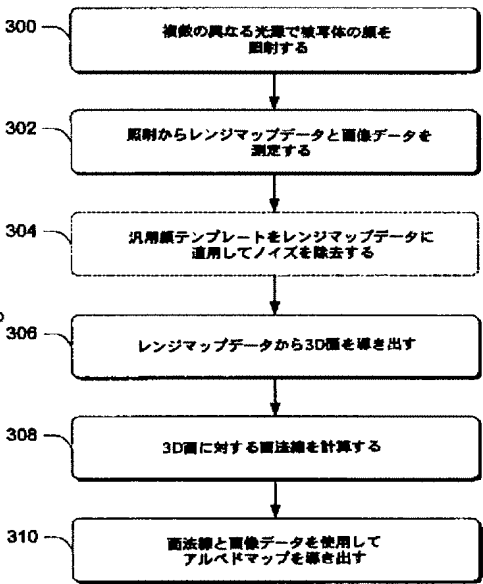 300
複数の異なる光源で被写体の顔を
照射する
302
照射からレンジマップデータと画像データを
測定する
304
汎用顔テンプレートをレンジマップデータに
適用してノイズを除去する
306
レンジマップデータから3D面を導き出す
308
3D面に対する面法線を計算する
310
面法線と画像データを使用して
アルベドマップを導き出す